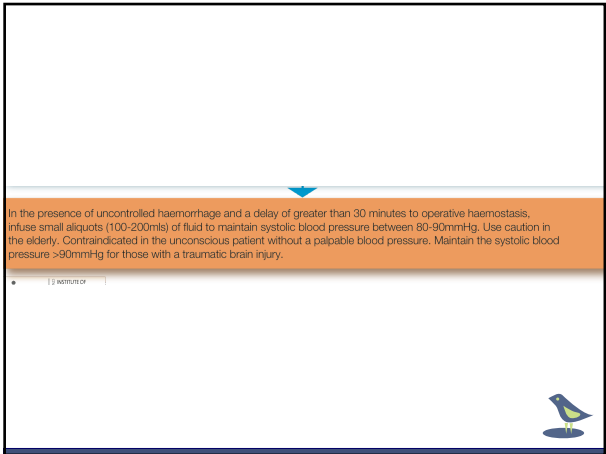 In the presence of uncontrolled haemorrhage and a delay of greater than 30 minutes to operative haemostasis,
infuse small aliquots (100-200mls) of fluid to maintain systolic blood pressure between 80-90mmHg. Use caution in
the elderly. Contraindicated in the unconscious patient without a palpable blood pressure. Maintain the systolic blood
pressure >90mmHg for those with a traumatic brain injury.
INSTITUTE OF